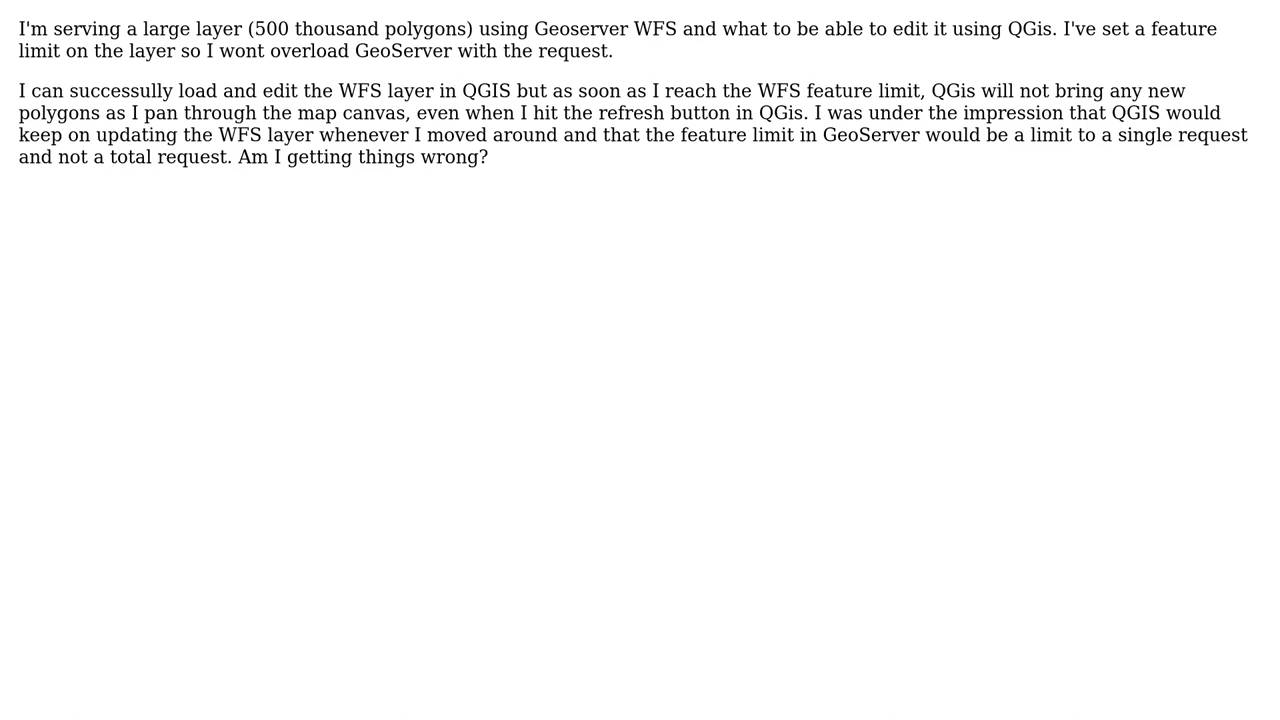 I'm serving a large layer (500 thousand polygons) using Geoserver WFS and what to be able to edit it using QGis. I've set a feature
limit on the layer so I wont overload GeoServer with the request.
I can successully load and edit the WFS layer in QGIS but as soon as I reach the WFS feature limit, QGis will not bring any new
polygons as I pan through the map canvas, even when I hit the refresh button in QGis. I was under the impression that QGIS would
keep on updating the WFS layer whenever I moved around and that the feature limit in GeoServer would be a limit to a single request
and not a total request. Am I getting things wrong?